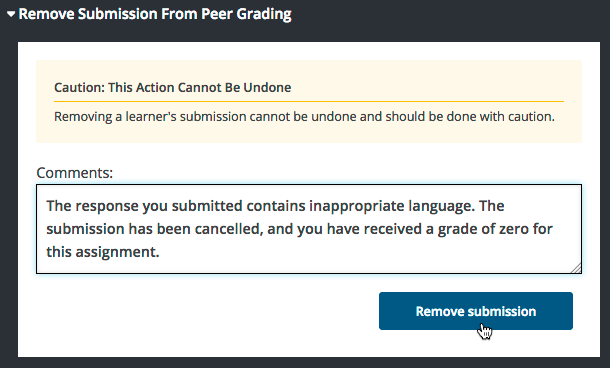 Remove Submission From Peer Grading
Caution: This Action Cannot Be Undone
Removing a learner's submission cannot be undone and should be done with caution.
Comments:
The response you submitted contains inappropriate language. The
submission has been cancelled, and you have received a grade of zero for
this assignment.
Remove submission